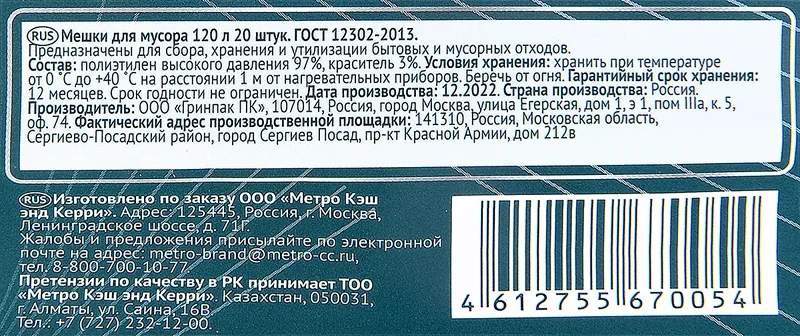 RUS Мешки для мусора 120 л 20 штук. ГОСТ 12302-2013.
Предназначены для сбора, хранения и утилизации бытовых и мусорных отходов.
Состав: полиэтилен высокого давления 97%, краситель 3%. Условия хранения: хранить при температуре
от 0 ˚С до +40 ˚С на расстоянии 1 м от нагревательных приборов. Беречь от огня. Гарантийный срок хранения:
12 месяцев. Срок годности не ограничен. Дата производства: 12.2022. Страна производства: Россия.
Производитель: ООО «Гринпак ПК», 107014, Россия, город Москва, улица Егерская, дом 1, э 1, пом IIIа, к. 5,
оф. 74. Фактический адрес производственной площадки: 141310, Россия, Московская область,
Сергиево-Посадский район, город Сергиев Посад, пр-кт Красной Армии, дом 212в
RUS Изготовлено по заказу ООО «Метро Кэш
энд Керри». Адрес: 125445, Россия, г. Москва,
Ленинградское шоссе, д. 71Г.
Жалобы и предложения присылайте по электронной
почте на адрес: metro-brand@metro-cc.ru,
тел. 8-800-700-10-77
Претензии по качеству в РК принимает ТОО
«Метро Кэш энд Керри». Казахстан, 050031,
г. Алматы, ул. Саина, 16В.
Тел.: +7 (727) 232-12-00.
4 612755 670054